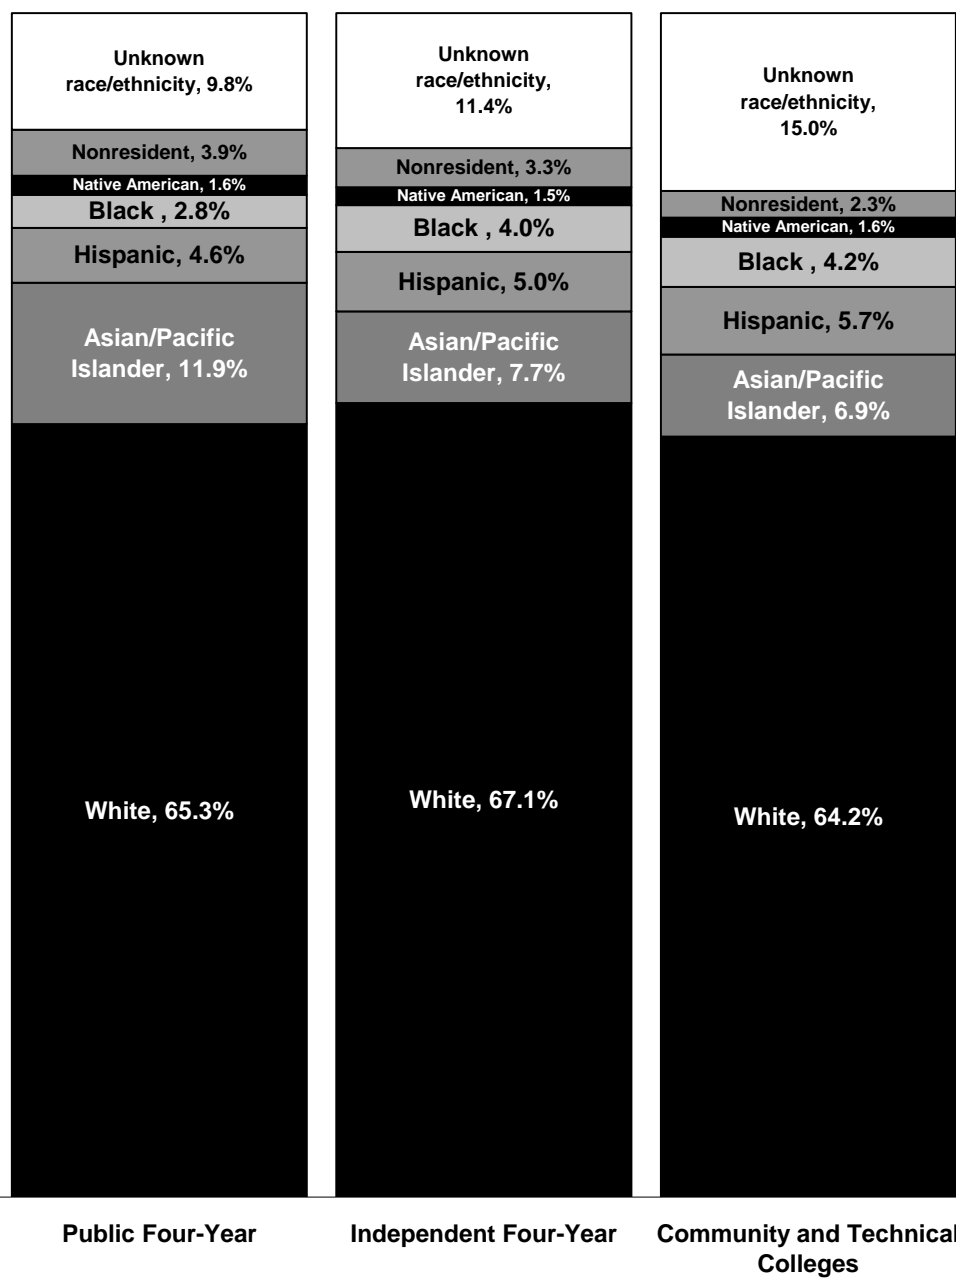 Unknown
race/ethnicity, 9.8%
Nonresident, 3.9%
Native American, 1.6%
Black , 2.8%
Hispanic, 4.6%
Asian/Pacific
Islander, 11.9%
White, 65.3%
Public Four-Year
Unknown
race/ethnicity,
11.4%
Nonresident, 3.3%
Native American, 1.5%
Black , 4.0%
Hispanic, 5.0%
Asian/Pacific
Islander, 7.7%
White, 67.1%
Independent Four-Year
Unknown
race/ethnicity,
15.0%
Nonresident, 2.3%
Native American, 1.6%
Black , 4.2%
Hispanic, 5.7%
Asian/Pacific
Islander, 6.9%
White, 64.2%
Community and Technical
Colleges